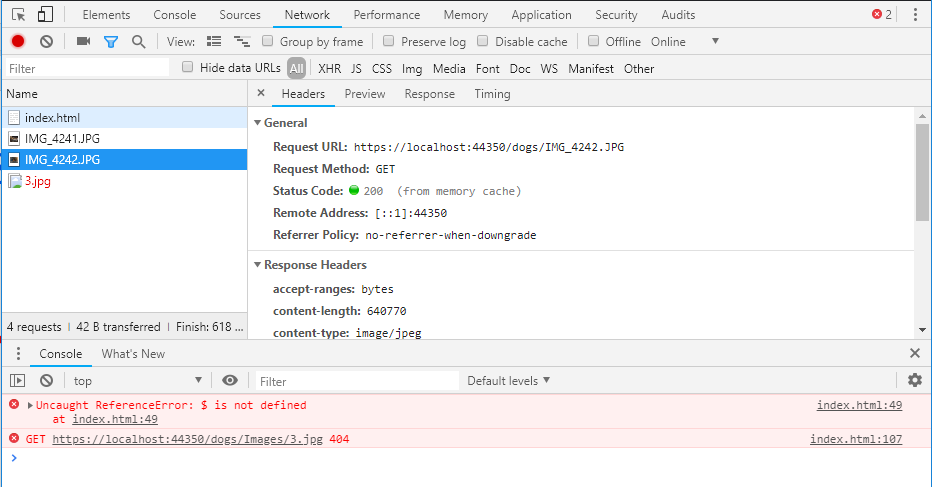 Elements Console Sources Network Performance Memory Application Security Audits 2
View: Group by frame Preserve log Disable cache Offline Online
Filter Hide data URLs All XHR JS CSS Img Media Font Doc WS Manifest Other
Name
index.html
IMG_4241.JPG
IMG_4242.JPG
3.jpg
4 requests 42 B transferred Finish: 618 ...
Headers Preview Response Timing
General
Request URL: https://localhost:44350/dogs/IMG_4242.JPG
Request Method: GET
Status Code: 200 (from memory cache)
Remote Address: [::1]:44350
Referrer Policy: no-referrer-when-downgrade
Response Headers
accept-ranges: bytes
content-length: 640770
content-type: image/jpeg
Console What's New
top Filter Default levels
Uncaught ReferenceError: $ is not defined index.html:49
at index.html:49
GET https://localhost:44350/dogs/Images/3.jpg 404 index.html:107